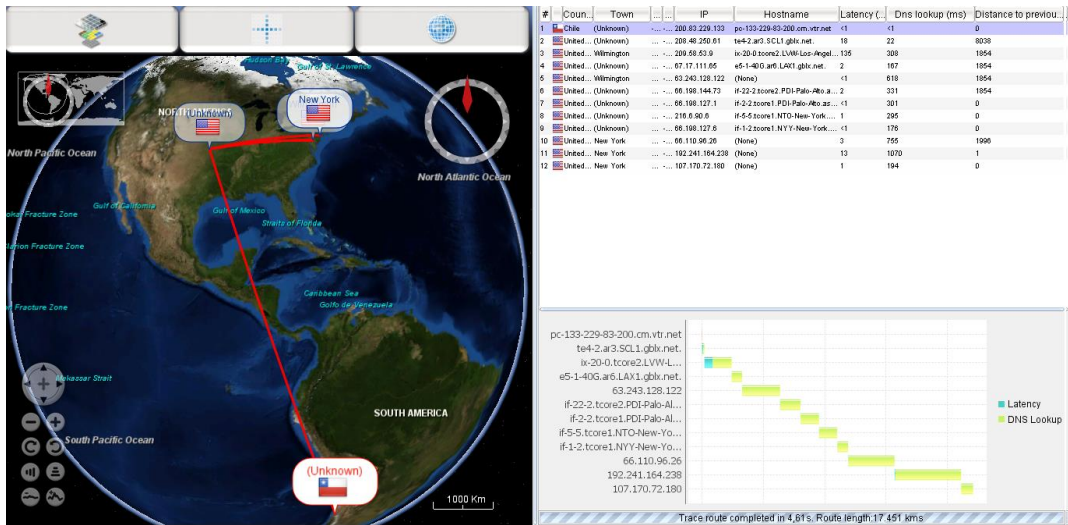 Hudson Bay
Gulf of St. Lawrence
New York
(Unknown)
North Pacific Ocean
North Atlantic Ocean
Gulf of California
Gulf of Mexico
Straits of Florida
Fracture Zone
Fracture Zone
Caribbean Sea
Golfo de Venezuela
Fracture Zone
Makassar Strait
SOUTH AMERICA
South Pacific Ocean
(Unknown)
1000 Km
# Coun... Town ... ... IP Hostname Latency (... Dns lookup (ms) Distance to previou...
1 Chile (Unknown) ... -... 200.83.229.133 pc-133-229-83-200.cm.vtr.net <1 <1 0
2 United... (Unknown) ... -... 208.48.250.61 te4-2.ar3.SCL1.gblx.net. 18 22 8038
3 United... Wilmington ... -... 209.58.53.9 ix-20-0.tcore2.LVW-Los-Angel... 135 308 1854
4 United... (Unknown) ... -... 67.17.111.65 e5-1-40G.ar6.LAX1.gblx.net. 2 167 1854
5 United... Wilmington ... -... 63.243.128.122 (None) <1 618 1854
6 United... (Unknown) ... -... 66.198.144.73 if-22-2.tcore2.PDI-Palo-Alto.a... 2 331 1854
7 United... (Unknown) ... -... 66.198.127.1 if-2-2.tcore1.PDI-Palo-Alto.as... <1 301 0
8 United... (Unknown) ... -... 216.6.90.6 if-5-5.tcore1.NTO-New-York.... 1 295 0
9 United... (Unknown) ... -... 66.198.127.6 if-1-2.tcore1.NYY-New-York.... <1 176 0
10 United... New York ... -... 66.110.96.26 (None) 3 755 1996
11 United... New York ... -... 192.241.164.238 (None) 13 1070 1
12 United... New York ... -... 107.170.72.180 (None) 1 194 0
pc-133-229-83-200.cm.vtr.net
te4-2.ar3.SCL1.gblx.net.
ix-20-0.tcore2.LVW-L...
e5-1-40G.ar6.LAX1.gblx.net.
63.243.128.122
if-22-2.tcore2.PDI-Palo-Al...
if-2-2.tcore1.PDI-Palo-Al...
if-5-5.tcore1.NTO-New-Yo...
if-1-2.tcore1.NYY-New-Yo...
66.110.96.26
192.241.164.238
107.170.72.180
Latency
DNS Lookup
Trace route completed in 4,61s. Route length:17.451 kms